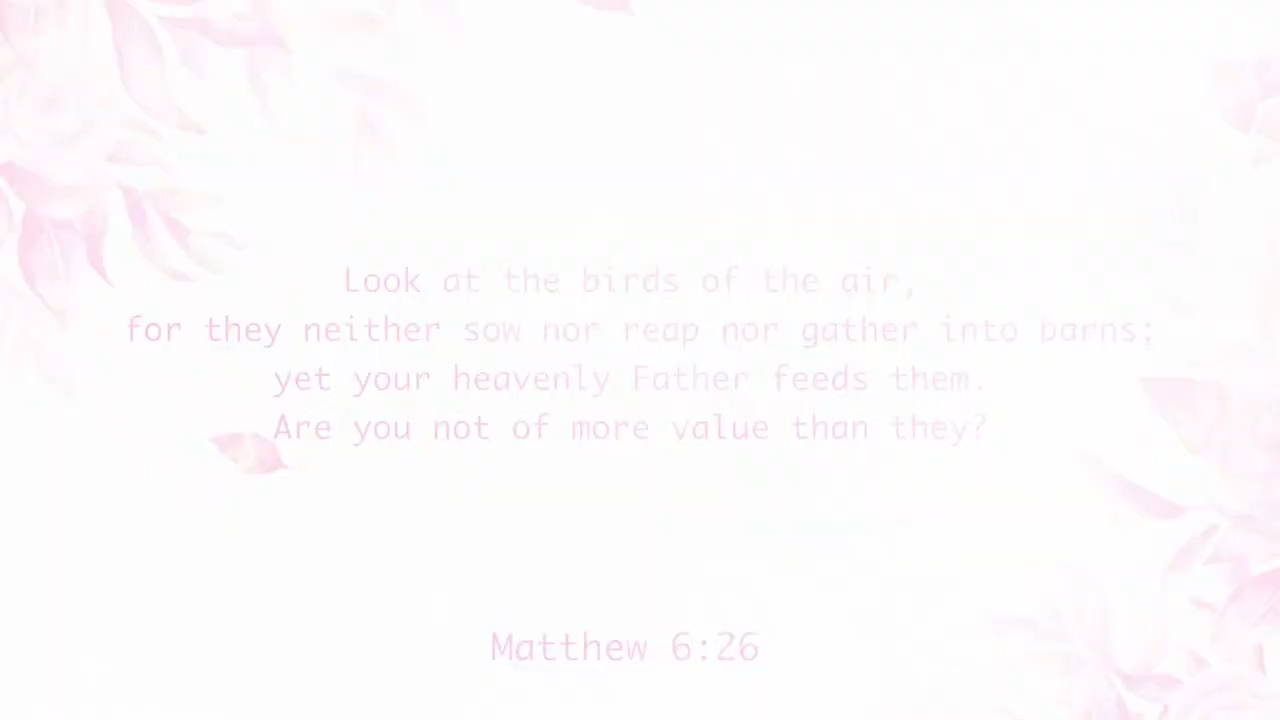 Look at the birds of the air,
for they neither sow nor reap nor gather into barns;
yet your heavenly Father feeds them.
Are you not of more value than they?
Matthew 6:26